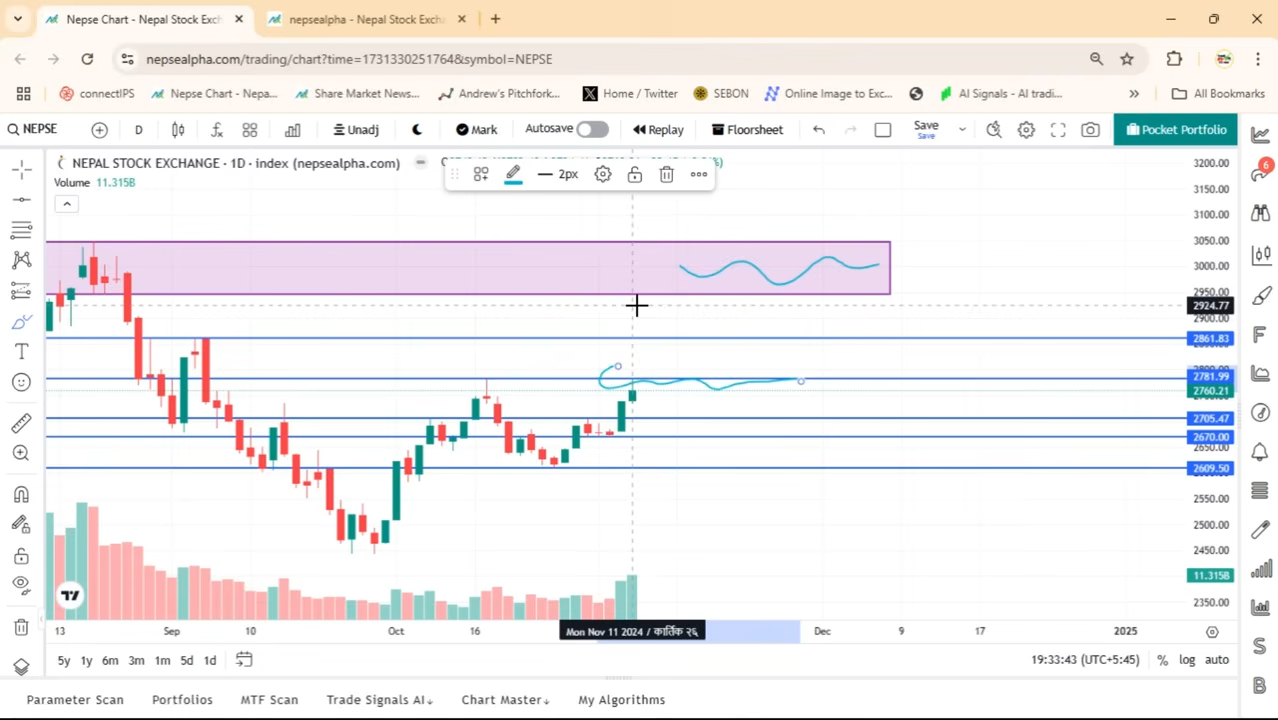 Nepse Chart - Nepal Stock Exch
nepsealpha - Nepal Stock Excha
nepsealpha.com/trading/chart?time=1731330251764&symbol=NEPSE
connectIPS
Nepse Chart - Nepa...
Share Market News...
Andrew's Pitchfork...
Home / Twitter
SEBON
Online Image to Exc...
AI Signals - AI tradi...
All Bookmarks
NEPSE
D
Unadj
Mark
Autosave
Replay
Floorsheet
Save
Save
Pocket Portfolio
NEPAL STOCK EXCHANGE · 1D · index (nepsealpha.com)
Volume 11.315B
2px
6
3200.00
3150.00
3100.00
3050.00
3000.00
2950.00
2924.77
2900.00
2861.83
2781.99
2760.21
2705.47
2670.00
2650.00
2609.50
2550.00
2500.00
2450.00
11.315B
2350.00
13
Sep
10
Oct
16
Mon Nov 11 2024 / कार्तिक २६
Dec
9
17
2025
5y 1y 6m 3m 1m 5d 1d
19:33:43 (UTC+5:45)
% log auto
Parameter Scan
Portfolios
MTF Scan
Trade Signals AI↓
Chart Master↓
My Algorithms